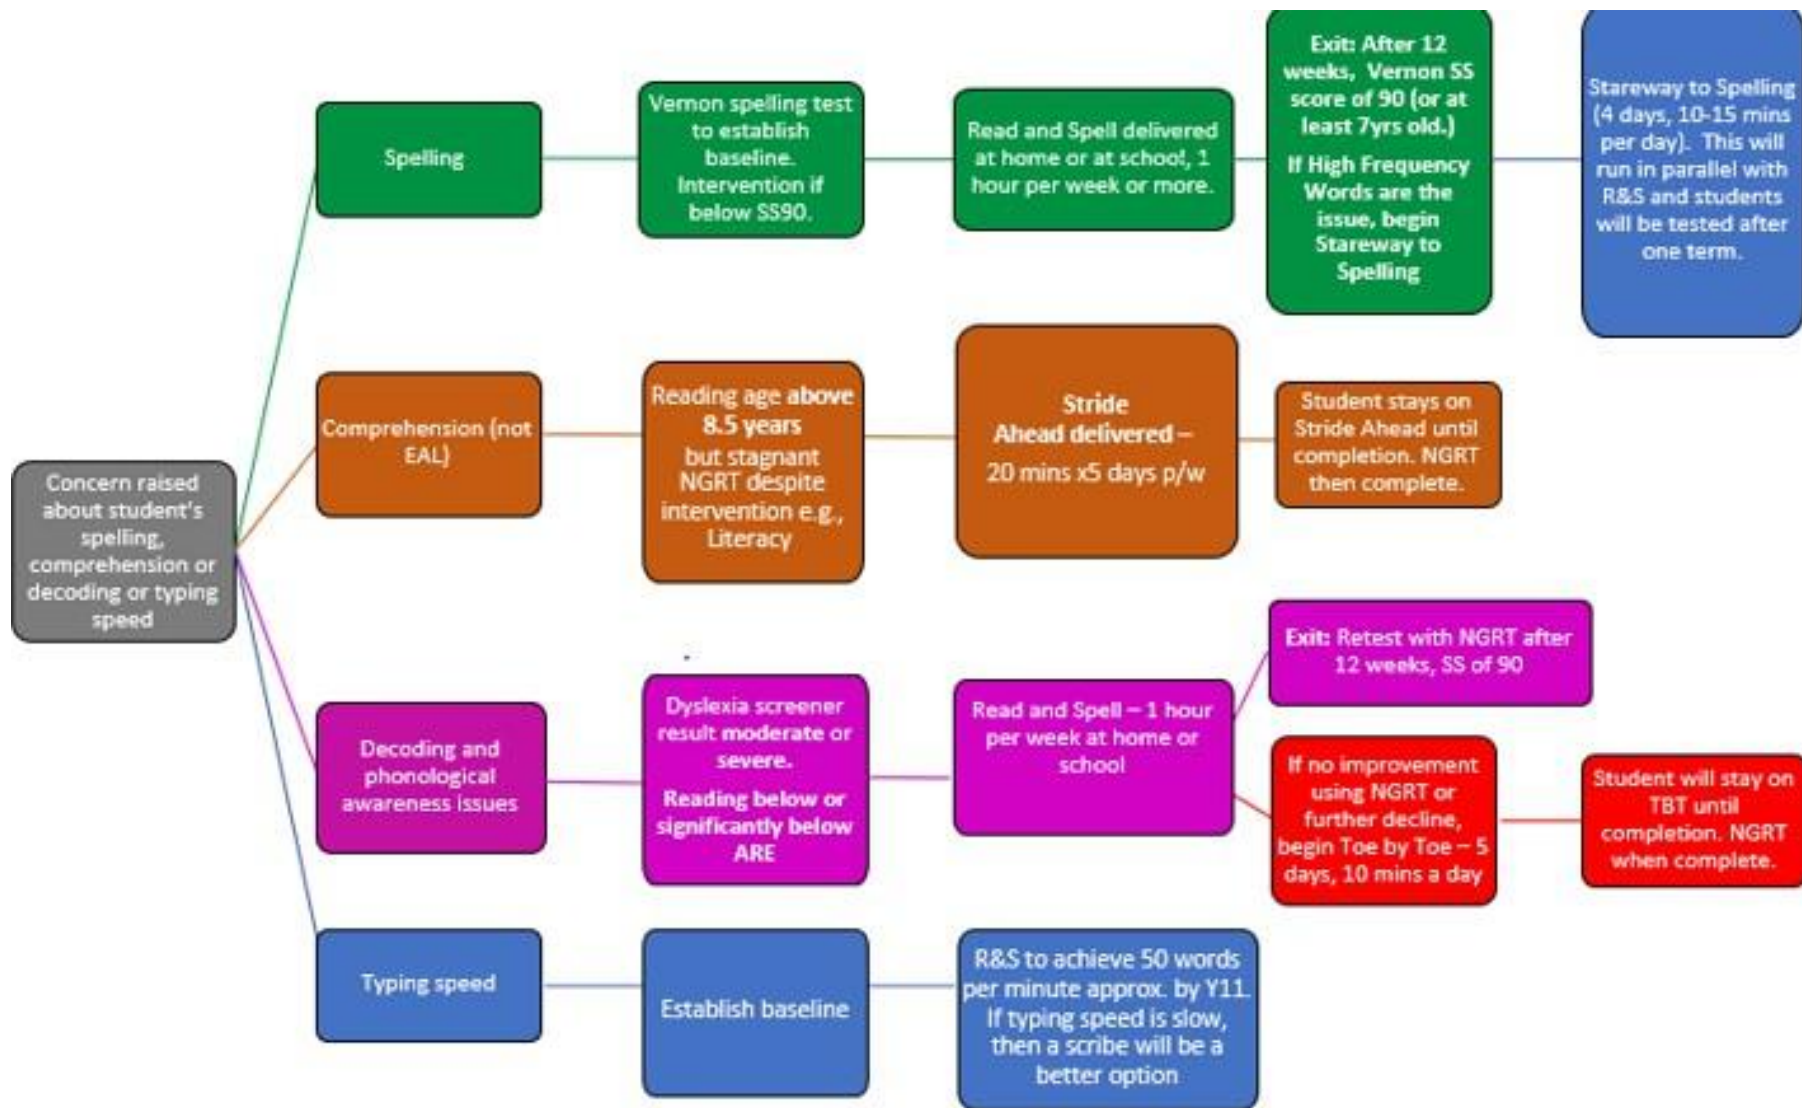 Concern raised
about student's
spelling,
comprehension or
decoding or typing
speed
Spelling
Vernon spelling test
to establish
baseline.
Intervention if
below SS90.
Read and Spell delivered
at home or at school, 1
hour per week or more.
Exit: After 12
weeks, Vernon SS
score of 90 (or at
least 7yrs old.)
If High Frequency
Words are the
issue, begin
Stareway to
Spelling
Stareway to Spelling
(4 days, 10-15 mins
per day). This will
run in parallel with
R&S and students
will be tested after
one term.
Comprehension (not
EAL)
Reading age above
8.5 years
but stagnant
NGRT despite
intervention e.g.,
Literacy
Stride
Ahead delivered –
20 mins x5 days p/w
Student stays on
Stride Ahead until
completion. NGRT
then complete.
Decoding and
phonological
awareness issues
Dyslexia screener
result moderate or
severe.
Reading below or
significantly below
ARE
Read and Spell – 1 hour
per week at home or
school
Exit: Retest with NGRT after
12 weeks, SS of 90
If no improvement
using NGRT or
further decline,
begin Toe by Toe – 5
days, 10 mins a day
Student will stay on
TBT until
completion. NGRT
when complete.
Typing speed
Establish baseline
R&S to achieve 50 words
per minute approx. by Y11.
If typing speed is slow,
then a scribe will be a
better option